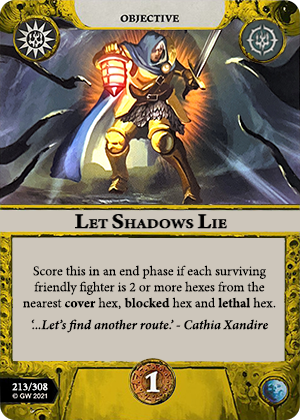 OBJECTIVE
LET SHADOWS LIE
Score this in an end phase if each surviving
friendly fighter is 2 or more hexes from the
nearest cover hex, blocked hex and lethal hex.
‘...Let’s find another route.’ - Cathia Xandire
213/308
© GW 2021
1